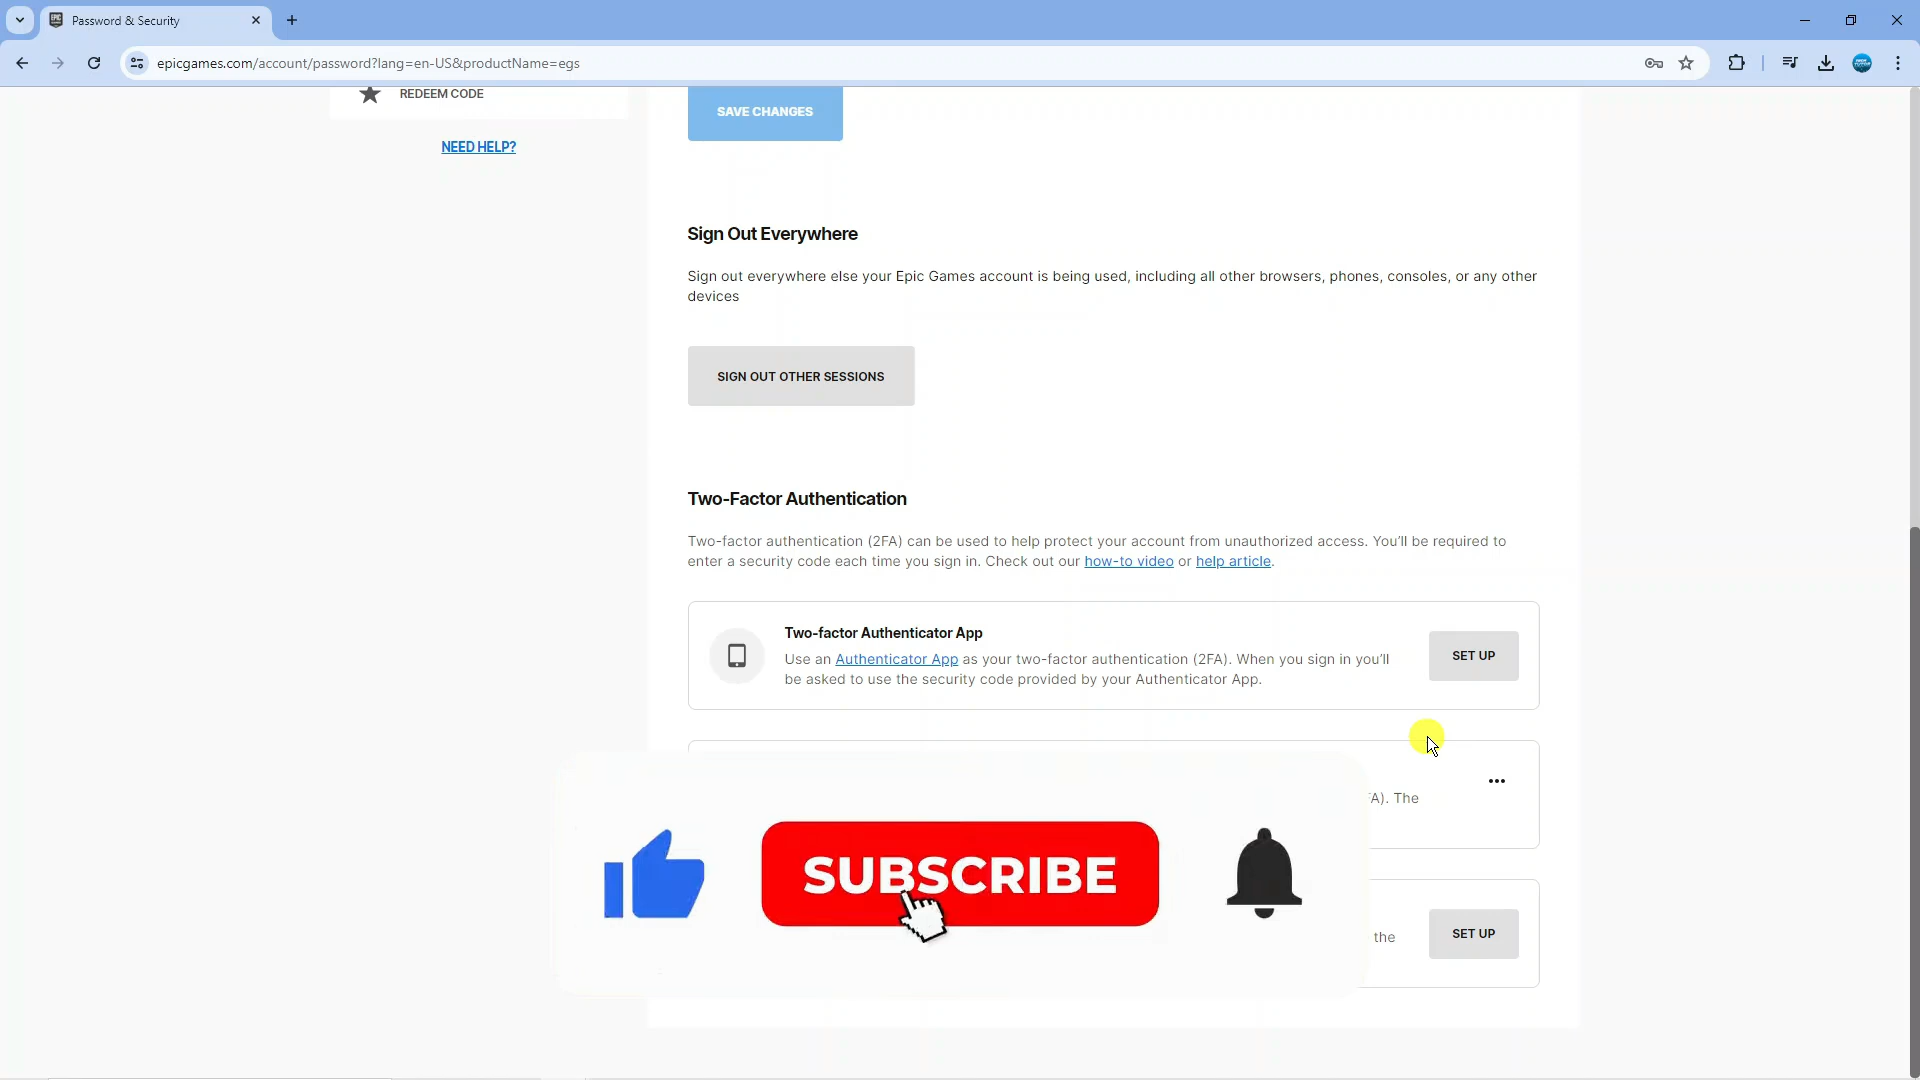 Password & Security
epicgames.com/account/password?lang=en-US&productName=egs
REDEEM CODE
NEED HELP?
SAVE CHANGES
Sign Out Everywhere
Sign out everywhere else your Epic Games account is being used, including all other browsers, phones, consoles, or any other
devices
SIGN OUT OTHER SESSIONS
Two-Factor Authentication
Two-factor authentication (2FA) can be used to help protect your account from unauthorized access. You'll be required to
enter a security code each time you sign in. Check out our how-to video or help article.
Two-factor Authenticator App
Use an Authenticator App as your two-factor authentication (2FA). When you sign in you'll
be asked to use the security code provided by your Authenticator App.
SET UP
FA). The
SUBSCRIBE
the
SET UP